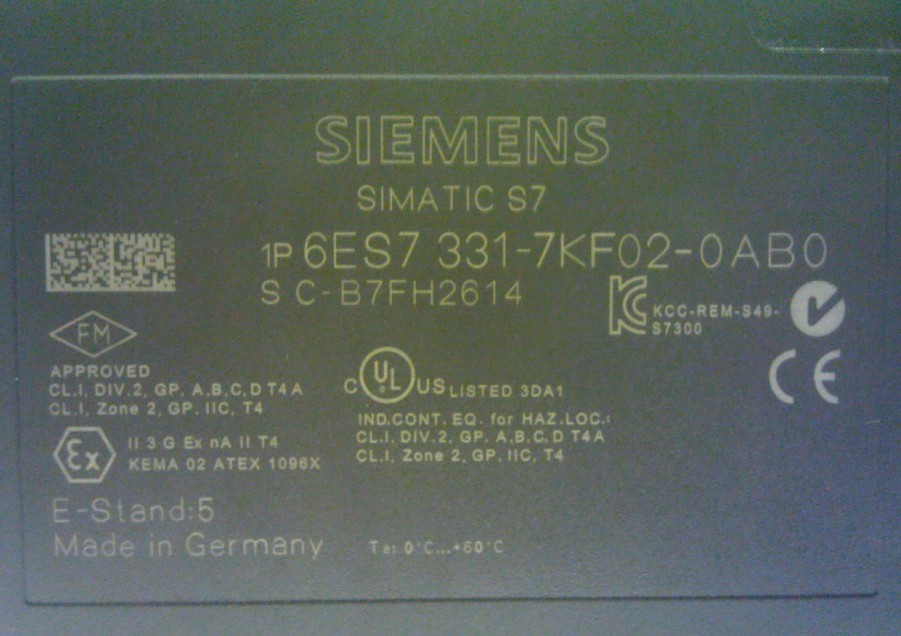 SIEMENS
SIMATIC S7
1P 6ES7 331-7KF02-0AB0
S C-B7FH2614
KCC-REM-S49-
S7300
FM
APPROVED
CL.I, DIV.2, GP. A,B,C,D T4A
CL.I, Zone 2, GP. IIC, T4
C UL US LISTED 3DA1
IND.CONT. EQ. for HAZ.LOC.:
CL.I, DIV.2, GP. A,B,C,D T4A
CL.I, Zone 2, GP. IIC, T4
CE
Ex
II 3 G Ex nA II T4
KEMA 02 ATEX 1096X
E-Stand:5
Made in Germany
Ta: 0°C...+60°C